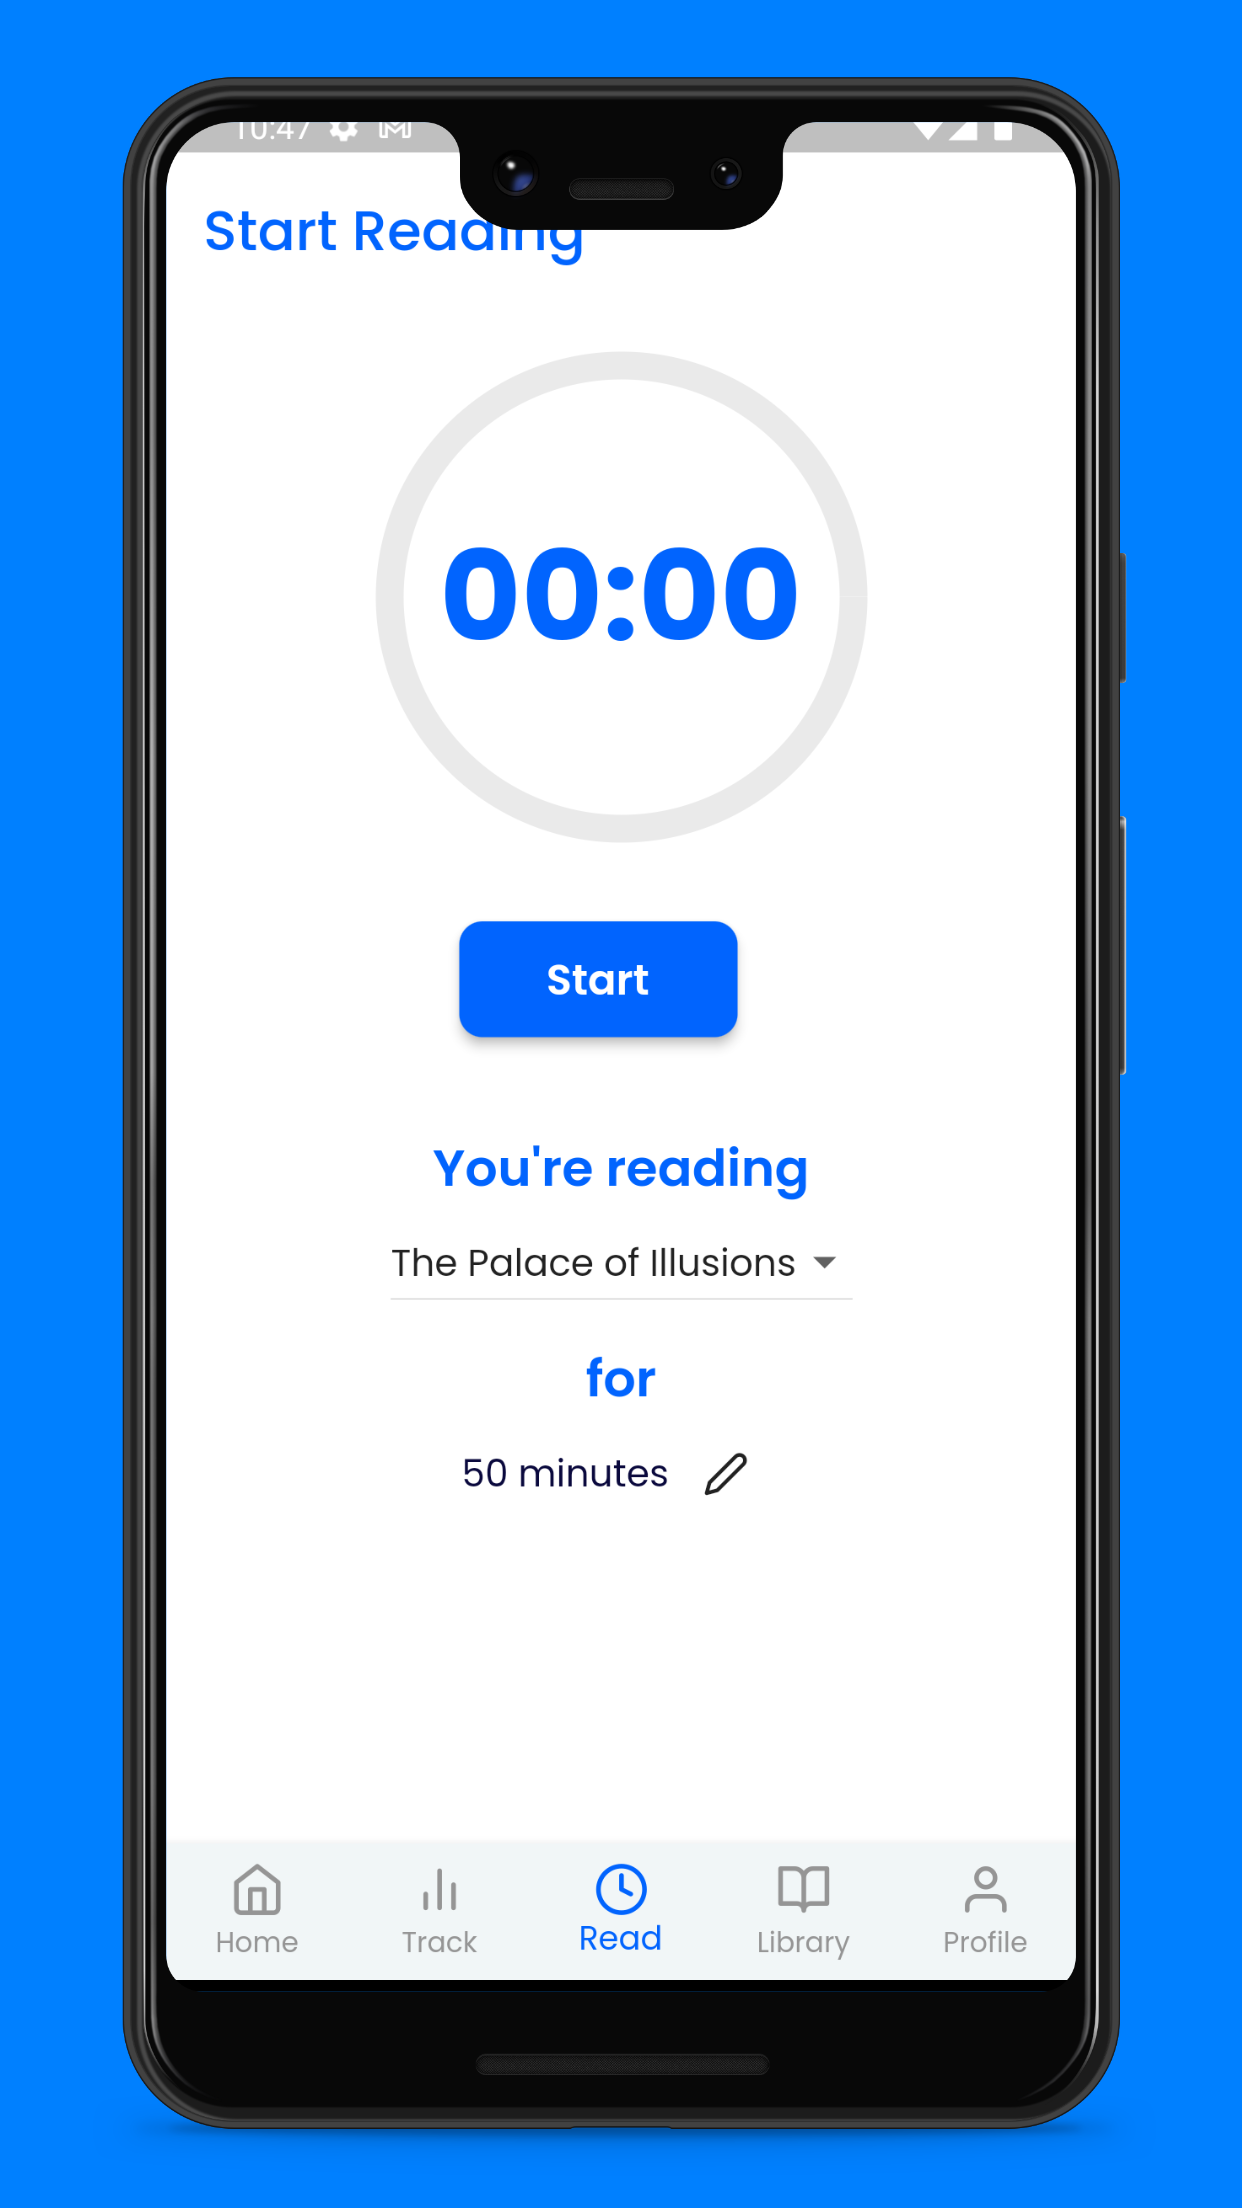 10:47
Start Reading
00:00
Start
You're reading
The Palace of Illusions
for
50 minutes
Home Track Read Library Profile